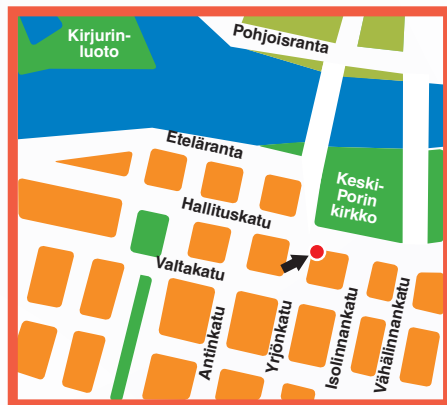 Kirjurin-
luoto
Pohjoisranta
Eteläranta
Keski-
Porin
kirkko
Hallituskatu
Valtakatu
Antinkatu
Yrjönkatu
Isolinnankatu
Vähälinnankatu